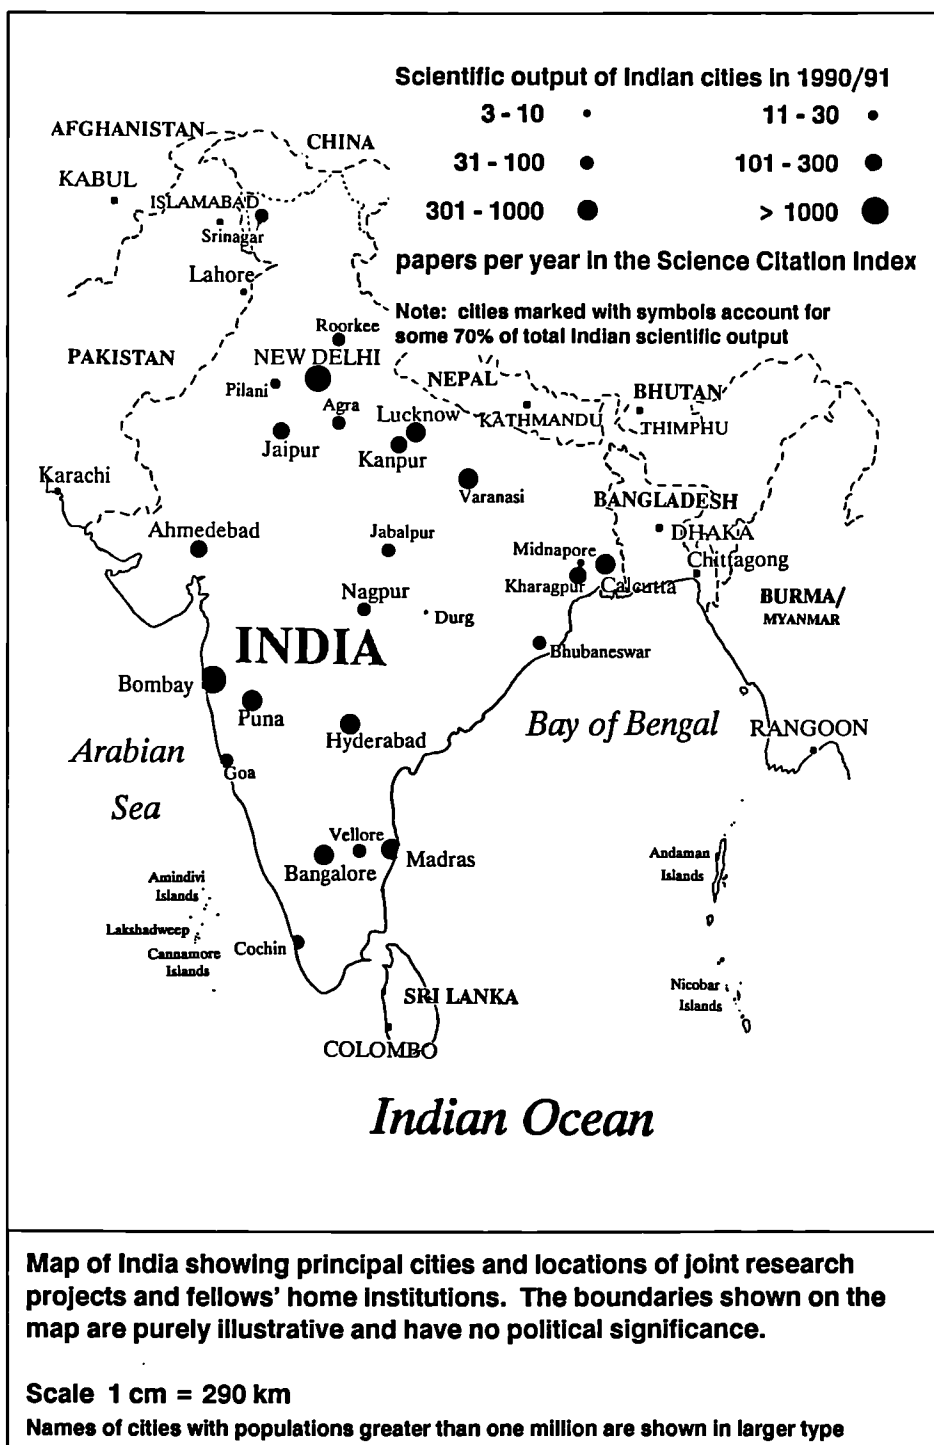 Scientific output of Indian cities in 1990/91
3 - 10
11 - 30
31 - 100
101 - 300
301 - 1000
> 1000
papers per year in the Science Citation Index
Note: cities marked with symbols account for
some 70% of total Indian scientific output
AFGHANISTAN
CHINA
KABUL
ISLAMABAD
Srinagar
Lahore
Roorkee
PAKISTAN
NEW DELHI
NEPAL
Pilani
BHUTAN
Agra
Lucknow
KATHMANDU
THIMPHU
Jaipur
Kanpur
Karachi
Varanasi
BANGLADESH
Ahmedebad
Jabalpur
DHAKA
Midnapore
Chittagong
Kharagpur
Calcutta
Nagpur
BURMA/
MYANMAR
Durg
INDIA
Bhubaneswar
Bombay
Puna
Bay of Bengal
RANGOON
Hyderabad
Arabian
Sea
Goa
Vellore
Madras
Bangalore
Andaman
Islands
Amindivi
Islands
Lakshadweep
Cochin
Cannamore
Islands
Nicobar
Islands
SRI LANKA
COLOMBO
Indian Ocean
Map of India showing principal cities and locations of joint research
projects and fellows' home institutions. The boundaries shown on the
map are purely illustrative and have no political significance.
Scale 1 cm = 290 km
Names of cities with populations greater than one million are shown in larger type